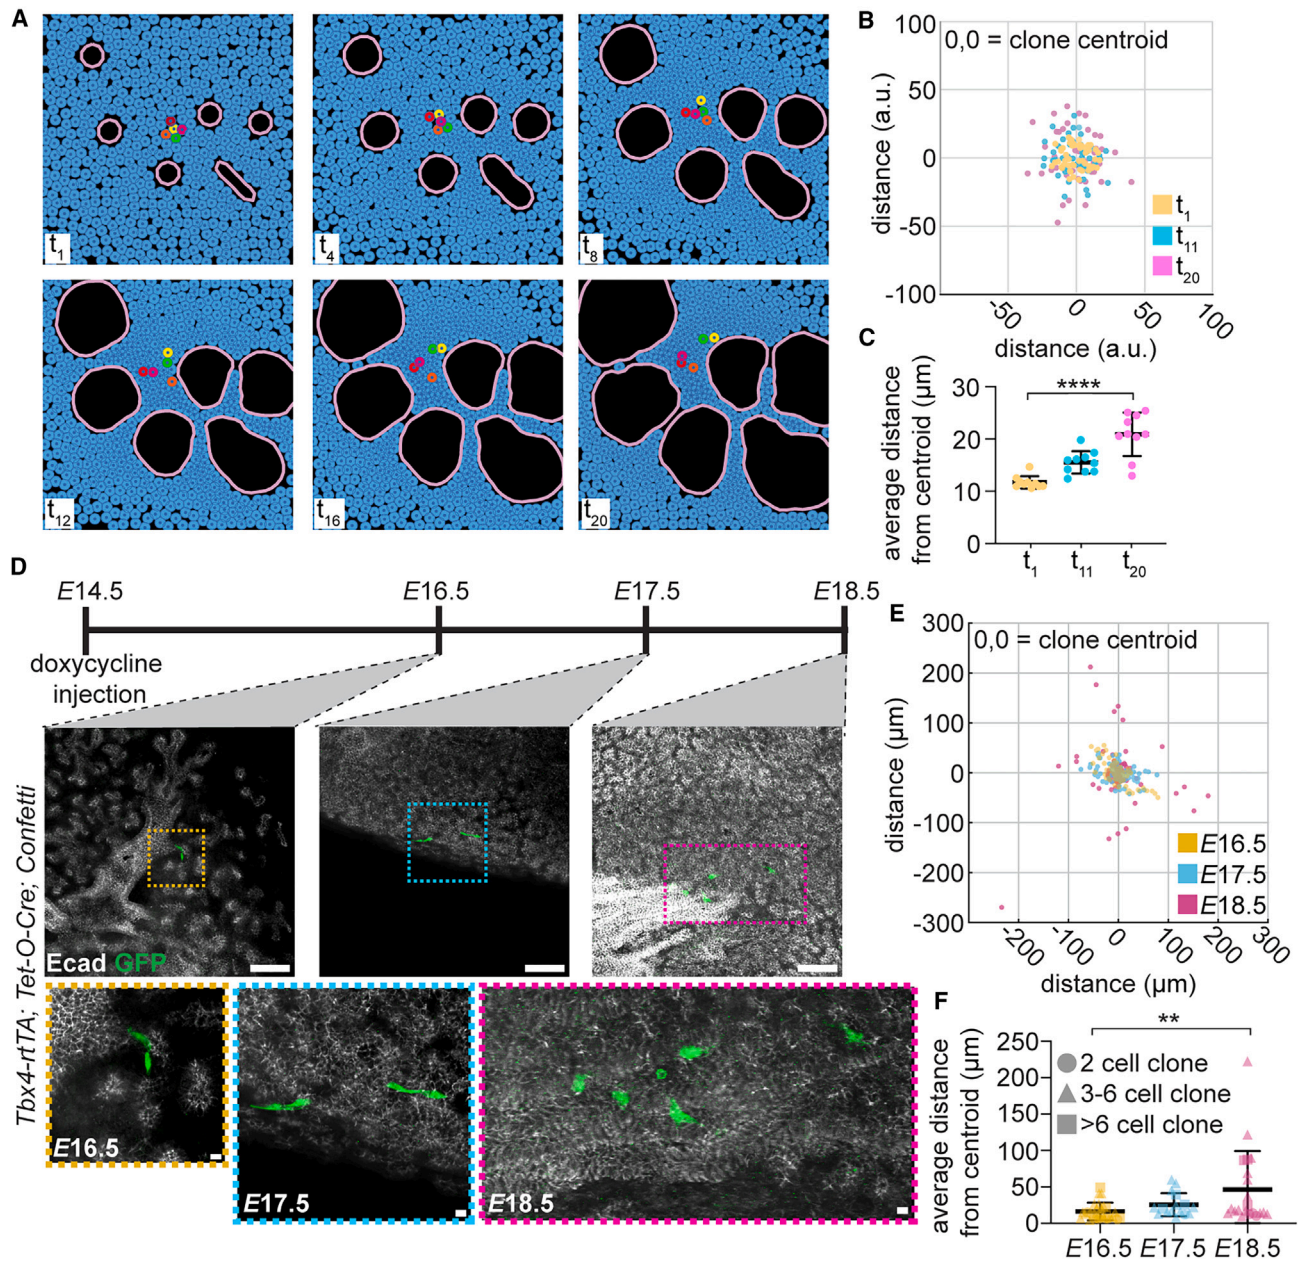 A
t1
t4
t8
t12
t16
t20
B
100
50
0
-50
-100
-50
0
50
100
distance (a.u.)
distance (a.u.)
0,0 = clone centroid
t1
t11
t20
C
average distance
from centroid (µm)
30
20
10
0
****
t1
t11
t20
D
E14.5
E16.5
E17.5
E18.5
doxycycline
injection
Tbx4-rtTA; Tet-O-Cre; Confetti
Ecad GFP
E16.5
E17.5
E18.5
E
300
200
100
0
-100
-200
-300
-200
-100
0
100
200
300
distance (µm)
distance (µm)
0,0 = clone centroid
E16.5
E17.5
E18.5
F
average distance
from centroid (µm)
250
200
150
100
50
0
**
2 cell clone
3-6 cell clone
>6 cell clone
E16.5
E17.5
E18.5